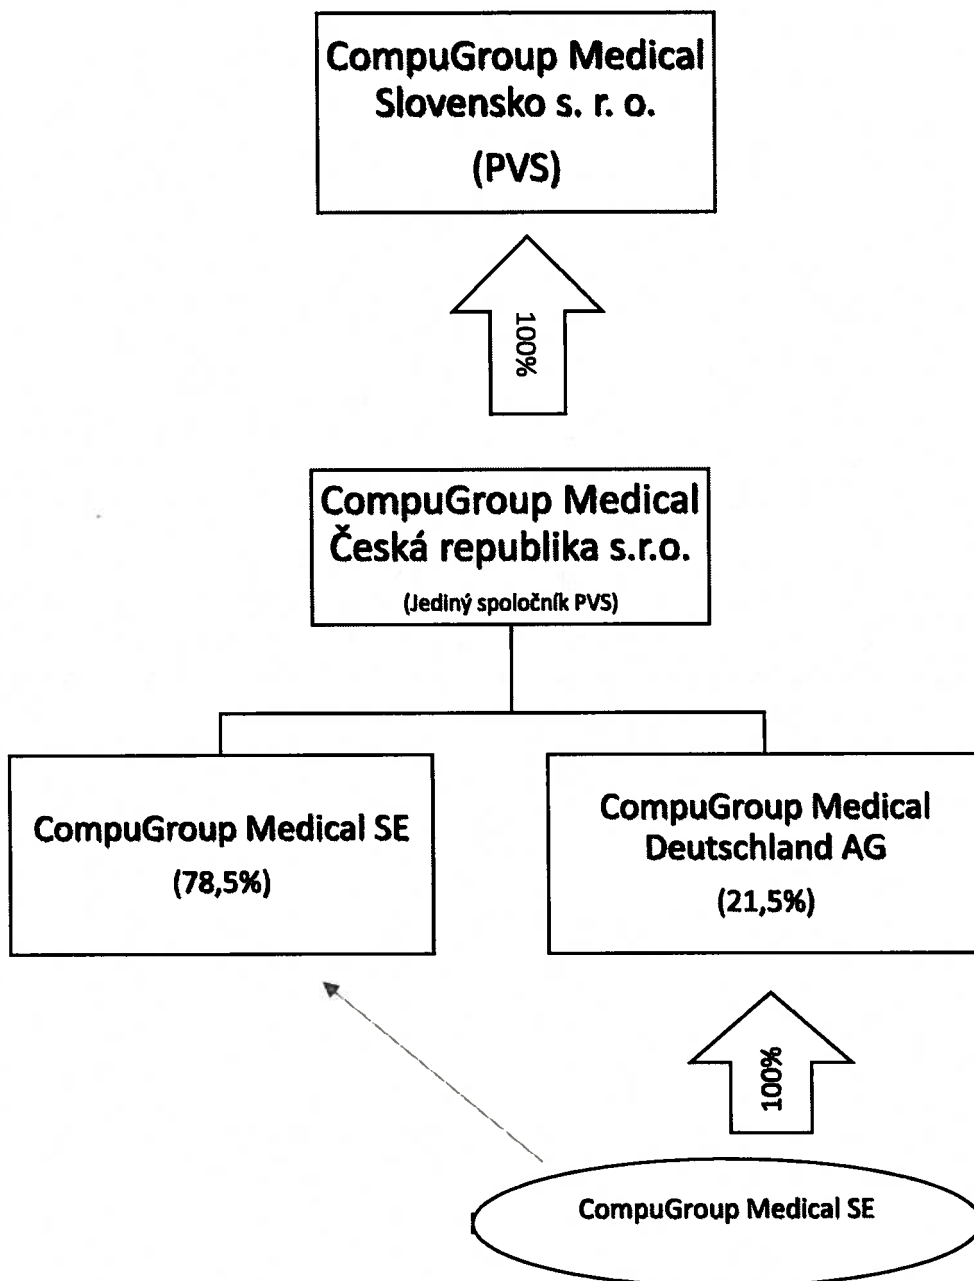 CompuGroup Medical
Slovensko s. r. o.
(PVS)
100%
CompuGroup Medical
Česká republika s.r.o.
(Jediný spoločník PVS)
CompuGroup Medical SE
(78,5%)
CompuGroup Medical
Deutschland AG
(21,5%)
100%
CompuGroup Medical SE